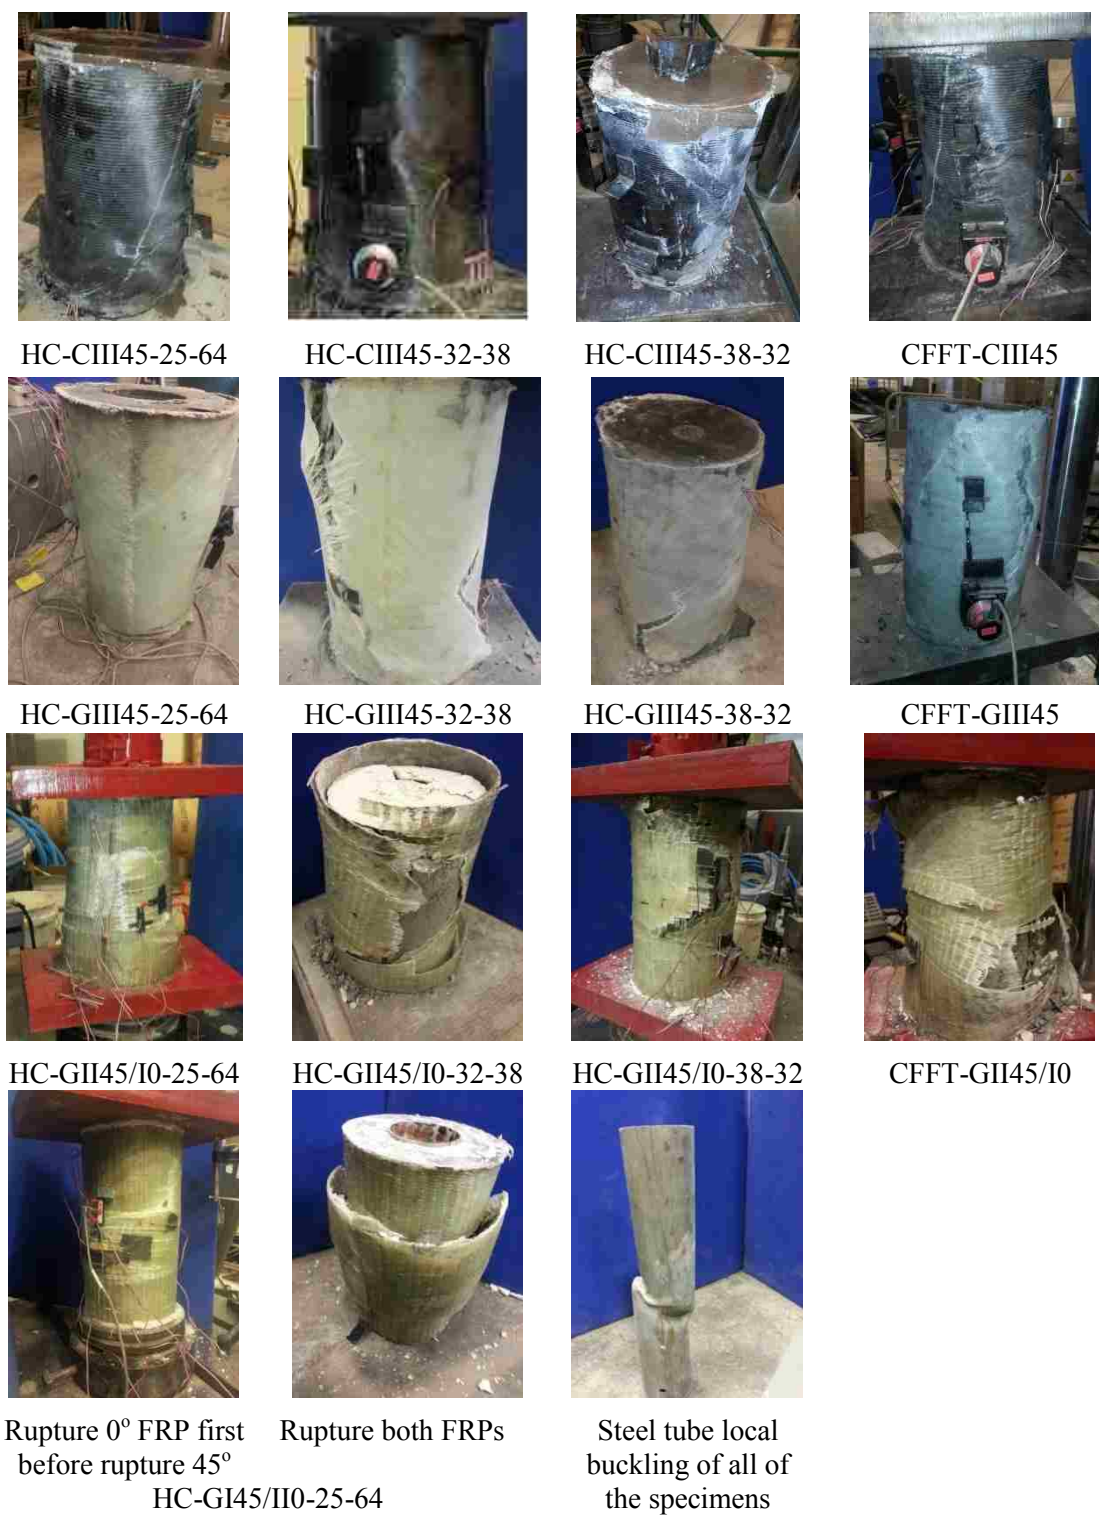 HC-CIII45-25-64
HC-CIII45-32-38
HC-CIII45-38-32
CFFT-CIII45
HC-GIII45-25-64
HC-GIII45-32-38
HC-GIII45-38-32
CFFT-GIII45
HC-GII45/I0-25-64
HC-GII45/I0-32-38
HC-GII45/I0-38-32
CFFT-GII45/I0
Rupture 0° FRP first
before rupture 45°
Rupture both FRPs
HC-GI45/II0-25-64
Steel tube local
buckling of all of
the specimens